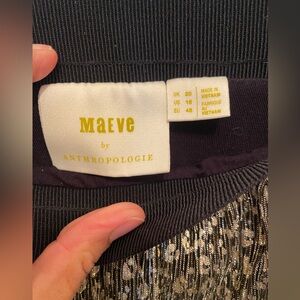 MAEVE
by
ANTHROPOLOGIE
UK 20
US 16
EU 48
MADE IN
VIETNAM
FABRIQUÉ
AU
VIETNAM